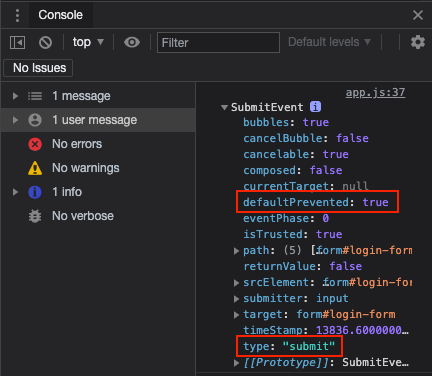 Console
top
Filter
Default levels
No Issues
1 message
1 user message
No errors
No warnings
1 info
No verbose
app.js:37
SubmitEvent i
bubbles: true
cancelBubble: false
cancelable: true
composed: false
currentTarget: null
defaultPrevented: true
eventPhase: 0
isTrusted: true
path: (5) […form#login-for
returnValue: false
srcElement: …form#login-for
submitter: input
target: form#login-form
timeStamp: 13836.6000000…
type: "submit"
[[Prototype]]: SubmitEve…